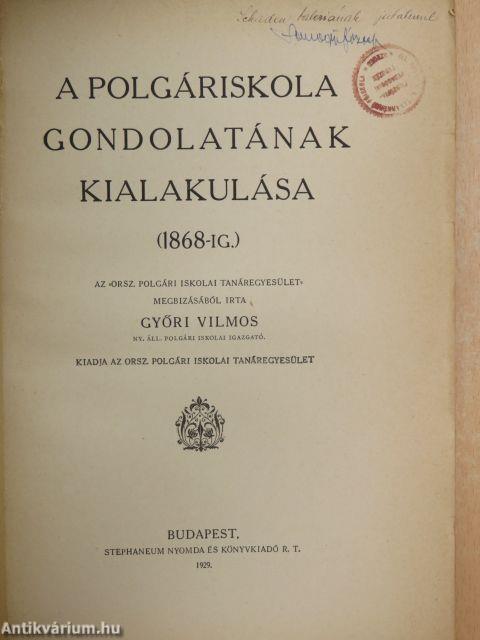 A POLGÁRISKOLA
GONDOLATÁNAK
KIALAKULÁSA
(1868-IG.)
AZ «ORSZ. POLGÁRI ISKOLAI TANÁREGYESÜLET»
MEGBIZÁSÁBÓL IRTA
GYŐRI VILMOS
NY. ÁLL. POLGÁRI ISKOLAI IGAZGATÓ.
KIADJA AZ ORSZ. POLGÁRI ISKOLAI TANÁREGYESÜLET
BUDAPEST,
STEPHANEUM NYOMDA ÉS KÖNYVKIADÓ R. T.
1929.
Antikvárium.hu